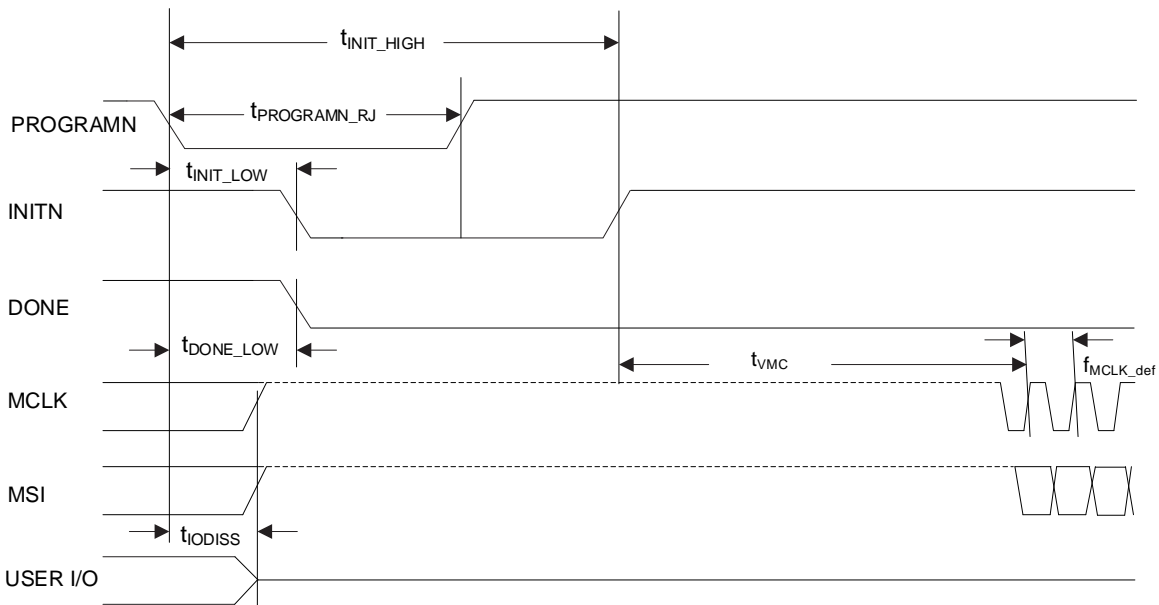 tINIT_HIGH
PROGRAMN
tPROGRAMN_RJ
tINIT_LOW
INITN
DONE
tDONE_LOW
tVMC
fMCLK_def
MCLK
MSI
tIODISS
USER I/O